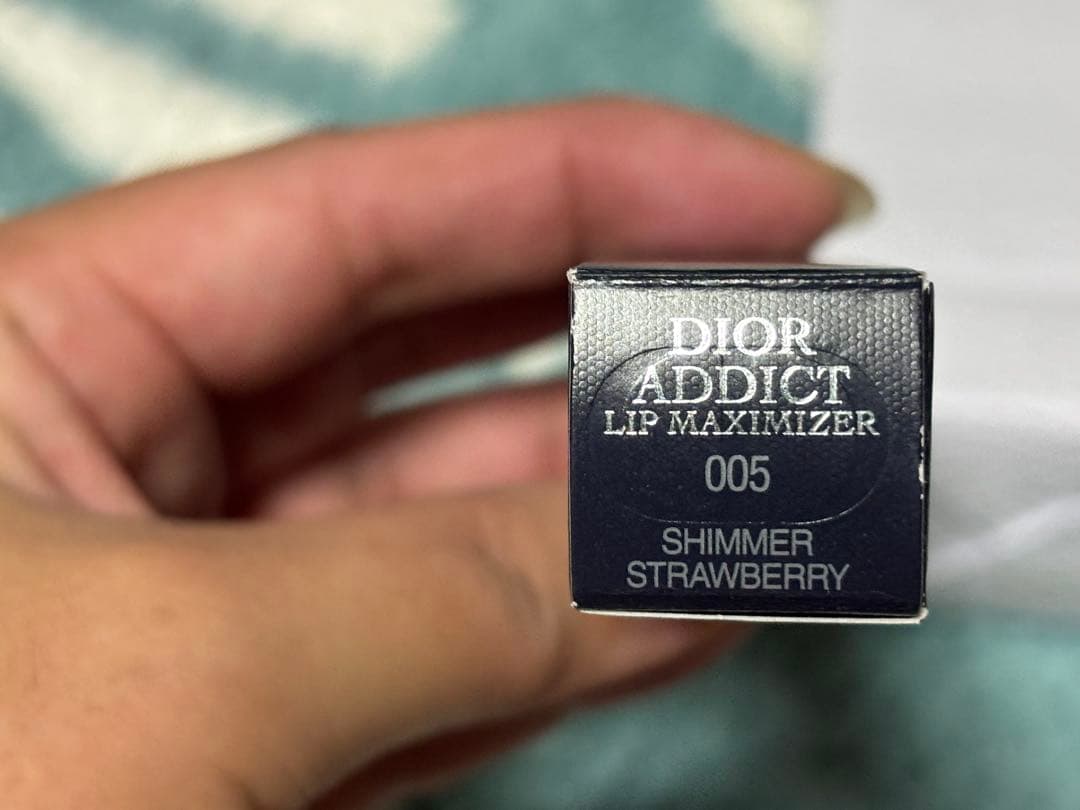 DIOR
ADDICT
LIP MAXIMIZER
005
SHIMMER
STRAWBERRY